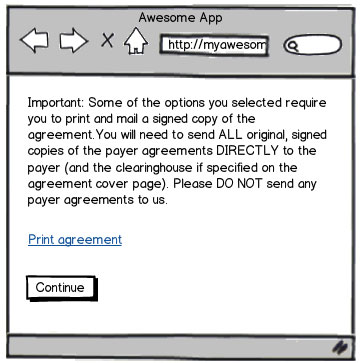 Awesome App
http://myawesom
Important: Some of the options you selected require
you to print and mail a signed copy of the
agreement.You will need to send ALL original, signed
copies of the payer agreements DIRECTLY to the
payer (and the clearinghouse if specified on the
agreement cover page). Please DO NOT send any
payer agreements to us.
Print agreement
Continue